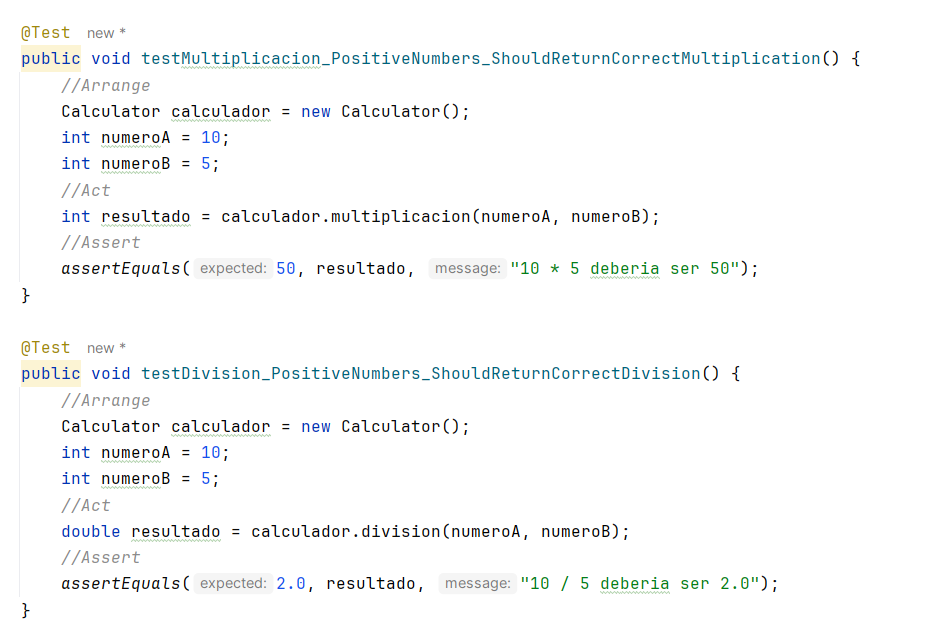 @Test new *
public void testMultiplicacion_PositiveNumbers_ShouldReturnCorrectMultiplication() {
//Arrange
Calculator calculador = new Calculator();
int numeroA = 10;
int numeroB = 5;
//Act
int resultado = calculador.multiplicacion(numeroA, numeroB);
//Assert
assertEquals( expected: 50, resultado, message: "10 * 5 deberia ser 50");
}
@Test new *
public void testDivision_PositiveNumbers_ShouldReturnCorrectDivision() {
//Arrange
Calculator calculador = new Calculator();
int numeroA = 10;
int numeroB = 5;
//Act
double resultado = calculador.division(numeroA, numeroB);
//Assert
assertEquals( expected: 2.0, resultado, message: "10 / 5 deberia ser 2.0");
}